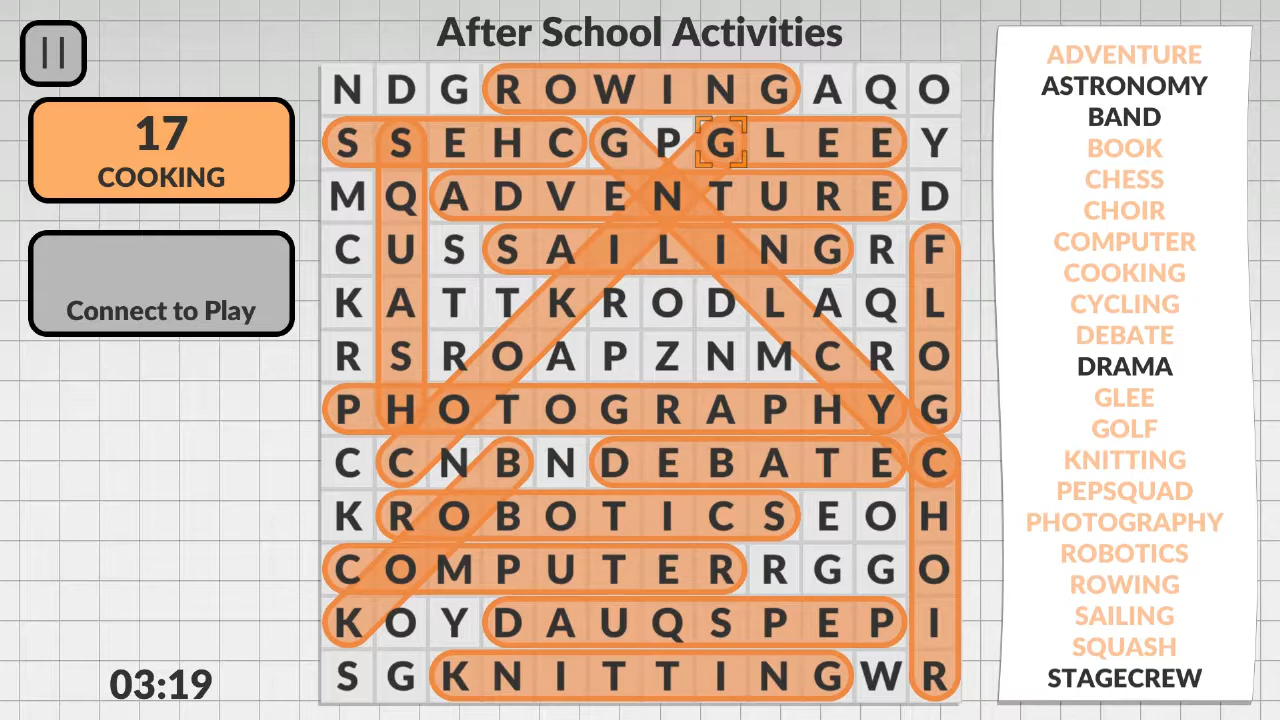 After School Activities
17
COOKING
Connect to Play
03:19
N D G R O W I N G A Q O
S S E H C G P G L E E Y
M Q A D V E N T U R E D
C U S S A I L I N G R F
K A T T K R O D L A Q L
R S R O A P Z N M C R O
P H O T O G R A P H Y G
C C N B N D E B A T E C
K R O B O T I C S E O H
C O M P U T E R R G G O
K O Y D A U Q S P E P I
S G K N I T T I N G W R
ADVENTURE
ASTRONOMY
BAND
BOOK
CHESS
CHOIR
COMPUTER
COOKING
CYCLING
DEBATE
DRAMA
GLEE
GOLF
KNITTING
PEPSQUAD
PHOTOGRAPHY
ROBOTICS
ROWING
SAILING
SQUASH
STAGECREW